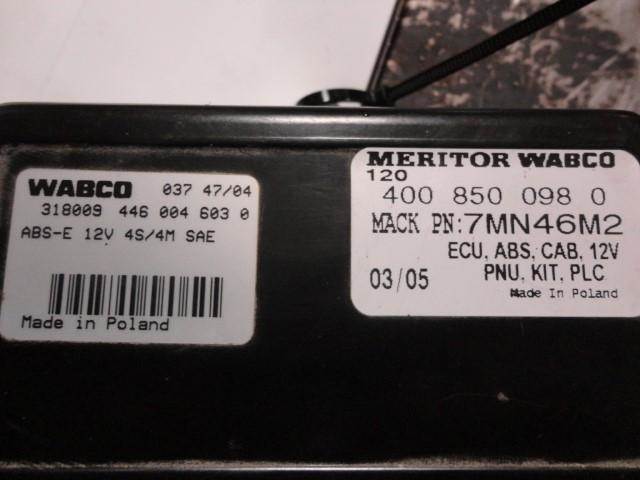 WABCO 037 47/04
318009 446 004 603 0
ABS-E 12V 4S/4M SAE
Made in Poland
MERITOR WABCO
120
400 850 098 0
MACK PN:7MN46M2
ECU, ABS, CAB, 12V
03/05 PNU, KIT, PLC
Made In Poland